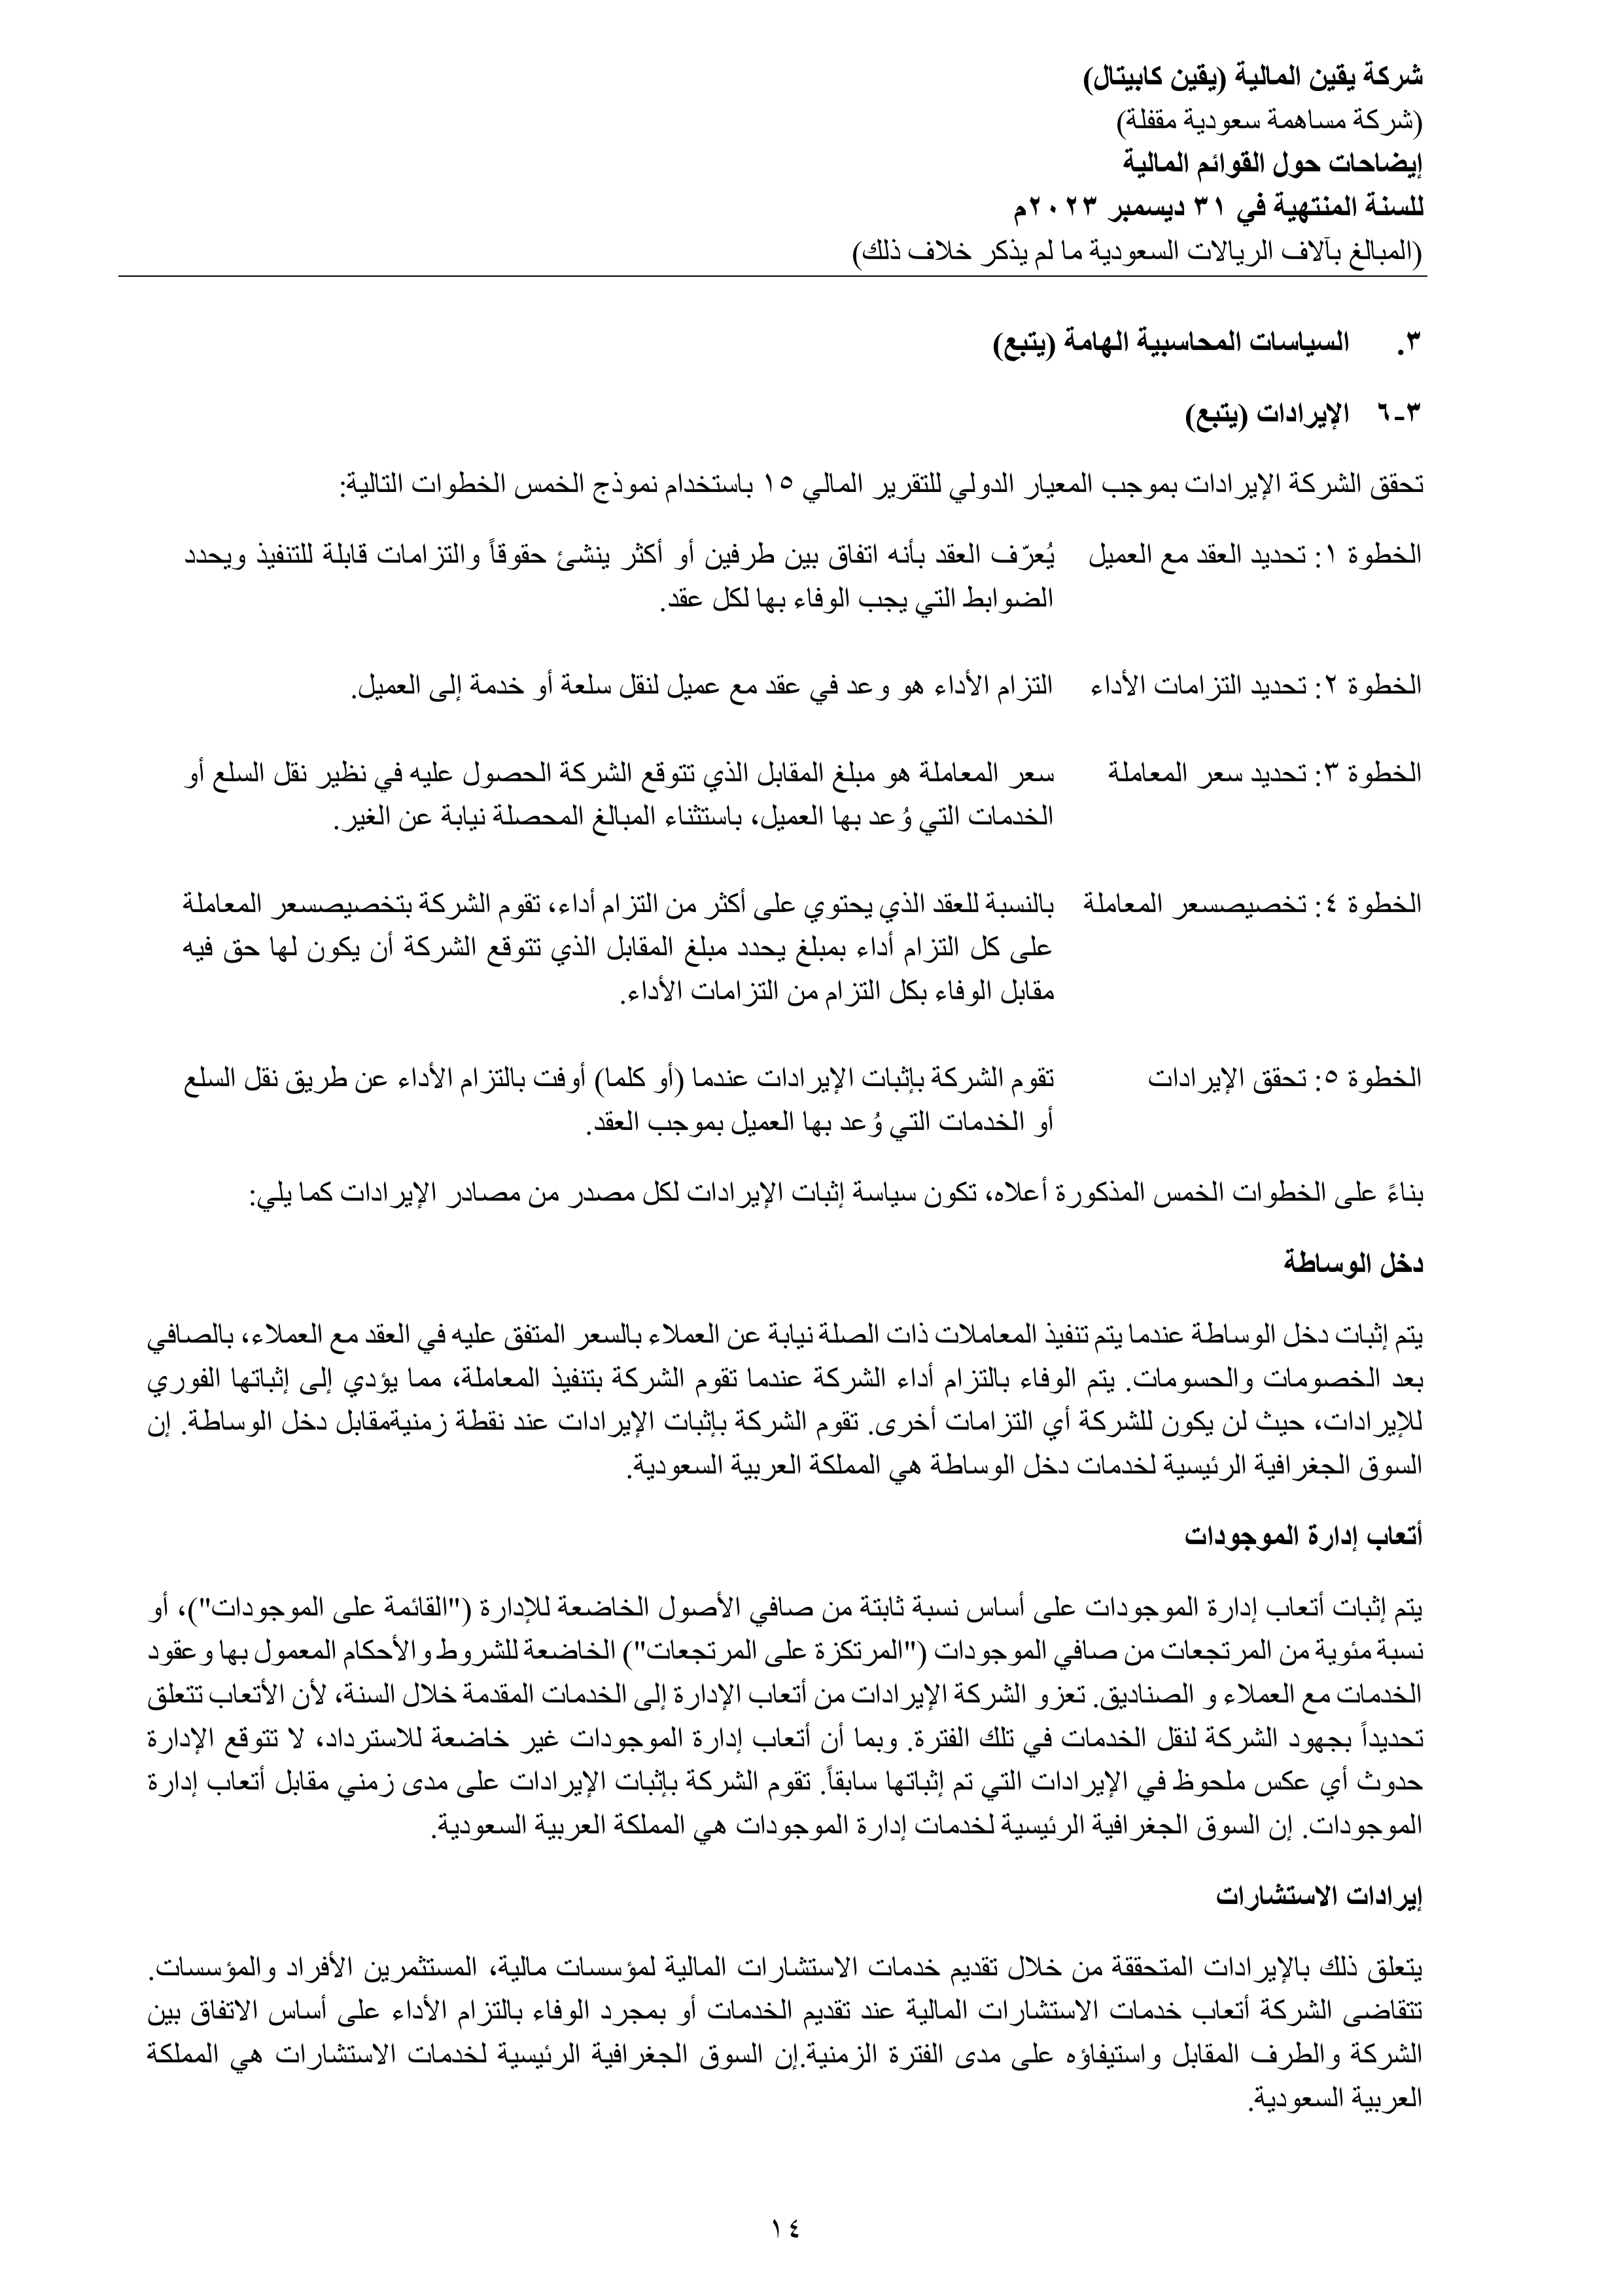 شركة يقين المالية (يقين كابيتال)
(شركة مساهمة سعودية مقفلة)
إيضاحات حول القوائم المالية
للسنة المنتهية في ٣١ ديسمبر ٢٠٢٣م
(المبالغ بآلاف الريالات السعودية ما لم يذكر خلاف ذلك)
٣. السياسات المحاسبية الهامة (يتبع)
٣-٦ الإيرادات (يتبع)
تحقق الشركة الإيرادات بموجب المعيار الدولي للتقرير المالي ١٥ باستخدام نموذج الخمس الخطوات التالية:
الخطوة ١: تحديد العقد مع العميل يُعرّف العقد بأنه اتفاق بين طرفين أو أكثر ينشئ حقوقاً والتزامات قابلة للتنفيذ ويحدد
الضوابط التي يجب الوفاء بها لكل عقد.
الخطوة ٢: تحديد التزامات الأداء التزام الأداء هو وعد في عقد مع عميل لنقل سلعة أو خدمة إلى العميل.
الخطوة ٣: تحديد سعر المعاملة سعر المعاملة هو مبلغ المقابل الذي تتوقع الشركة الحصول عليه في نظير نقل السلع أو
الخدمات التي وُعد بها العميل، باستثناء المبالغ المحصلة نيابة عن الغير.
الخطوة ٤: تخصيصسعر المعاملة بالنسبة للعقد الذي يحتوي على أكثر من التزام أداء، تقوم الشركة بتخصيصسعر المعاملة
على كل التزام أداء بمبلغ يحدد مبلغ المقابل الذي تتوقع الشركة أن يكون لها حق فيه
مقابل الوفاء بكل التزام من التزامات الأداء.
الخطوة ٥: تحقق الإيرادات تقوم الشركة بإثبات الإيرادات عندما (أو كلما) أوفت بالتزام الأداء عن طريق نقل السلع
أو الخدمات التي وُعد بها العميل بموجب العقد.
بناءً على الخطوات الخمس المذكورة أعلاه، تكون سياسة إثبات الإيرادات لكل مصدر من مصادر الإيرادات كما يلي:
دخل الوساطة
يتم إثبات دخل الوساطة عندما يتم تنفيذ المعاملات ذات الصلة نيابة عن العملاء بالسعر المتفق عليه في العقد مع العملاء، بالصافي
بعد الخصومات والحسومات. يتم الوفاء بالتزام أداء الشركة عندما تقوم الشركة بتنفيذ المعاملة، مما يؤدي إلى إثباتها الفوري
للإيرادات، حيث لن يكون للشركة أي التزامات أخرى. تقوم الشركة بإثبات الإيرادات عند نقطة زمنيةمقابل دخل الوساطة. إن
السوق الجغرافية الرئيسية لخدمات دخل الوساطة هي المملكة العربية السعودية.
أتعاب إدارة الموجودات
يتم إثبات أتعاب إدارة الموجودات على أساس نسبة ثابتة من صافي الأصول الخاضعة للإدارة ("القائمة على الموجودات")، أو
نسبة مئوية من المرتجعات من صافي الموجودات ("المرتكزة على المرتجعات") الخاضعة للشروط والأحكام المعمول بها وعقود
الخدمات مع العملاء و الصناديق. تعزو الشركة الإيرادات من أتعاب الإدارة إلى الخدمات المقدمة خلال السنة، لأن الأتعاب تتعلق
تحديداً بجهود الشركة لنقل الخدمات في تلك الفترة. وبما أن أتعاب إدارة الموجودات غير خاضعة للاسترداد، لا تتوقع الإدارة
حدوث أي عكس ملحوظ في الإيرادات التي تم إثباتها سابقاً. تقوم الشركة بإثبات الإيرادات على مدى زمني مقابل أتعاب إدارة
الموجودات. إن السوق الجغرافية الرئيسية لخدمات إدارة الموجودات هي المملكة العربية السعودية.
إيرادات الاستشارات
يتعلق ذلك بالإيرادات المتحققة من خلال تقديم خدمات الاستشارات المالية لمؤسسات مالية، المستثمرين الأفراد والمؤسسات.
تتقاضى الشركة أتعاب خدمات الاستشارات المالية عند تقديم الخدمات أو بمجرد الوفاء بالتزام الأداء على أساس الاتفاق بين
الشركة والطرف المقابل واستيفاؤه على مدى الفترة الزمنية.إن السوق الجغرافية الرئيسية لخدمات الاستشارات هي المملكة
العربية السعودية.
١٤